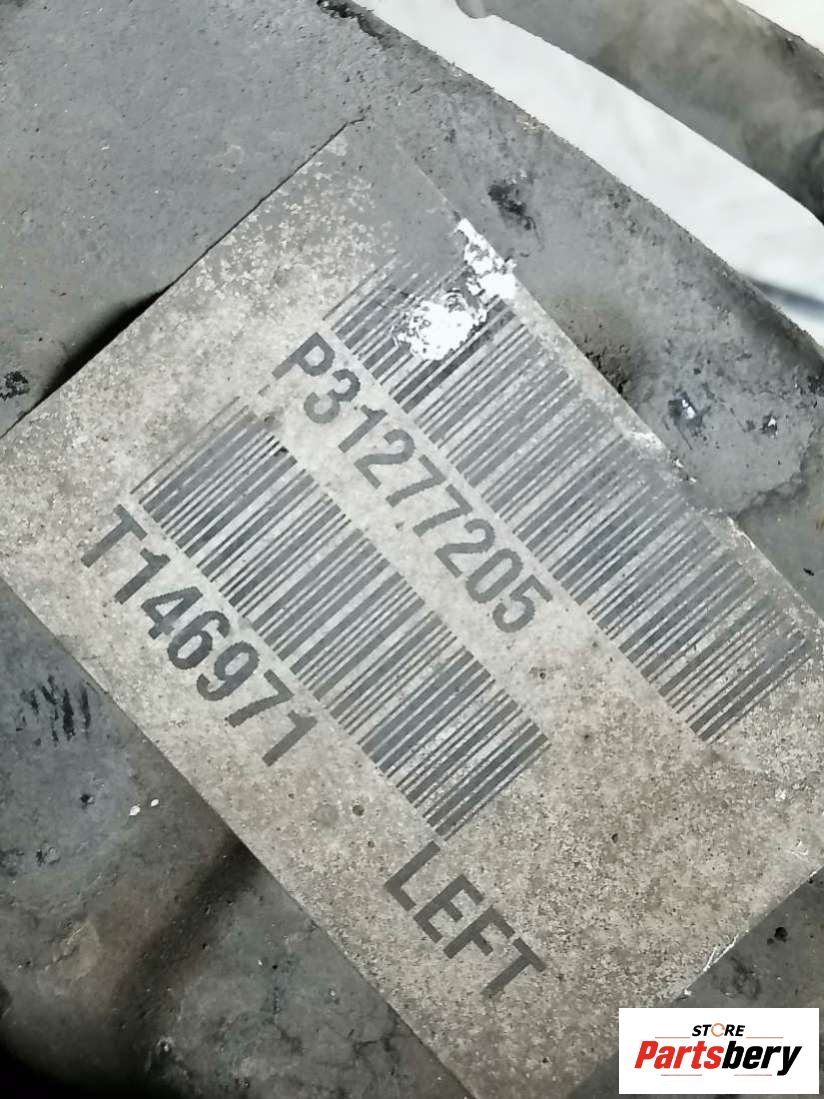 P31277205
T146971
LEFT
STORE
Partsbery